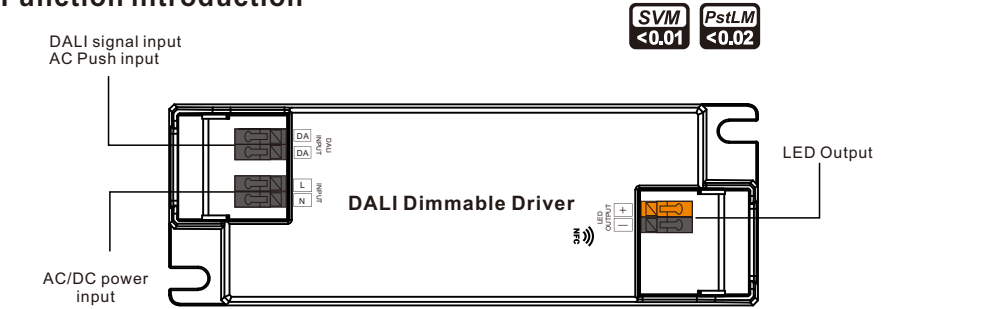 Function Introduction
SVM
<0.01
PstLM
<0.02
DALI signal input
AC Push input
DA
DA
DALI
INPUT
L
N
INPUT
LED Output
DALI Dimmable Driver
LED
OUTPUT
+
—
NFC
AC/DC power
input